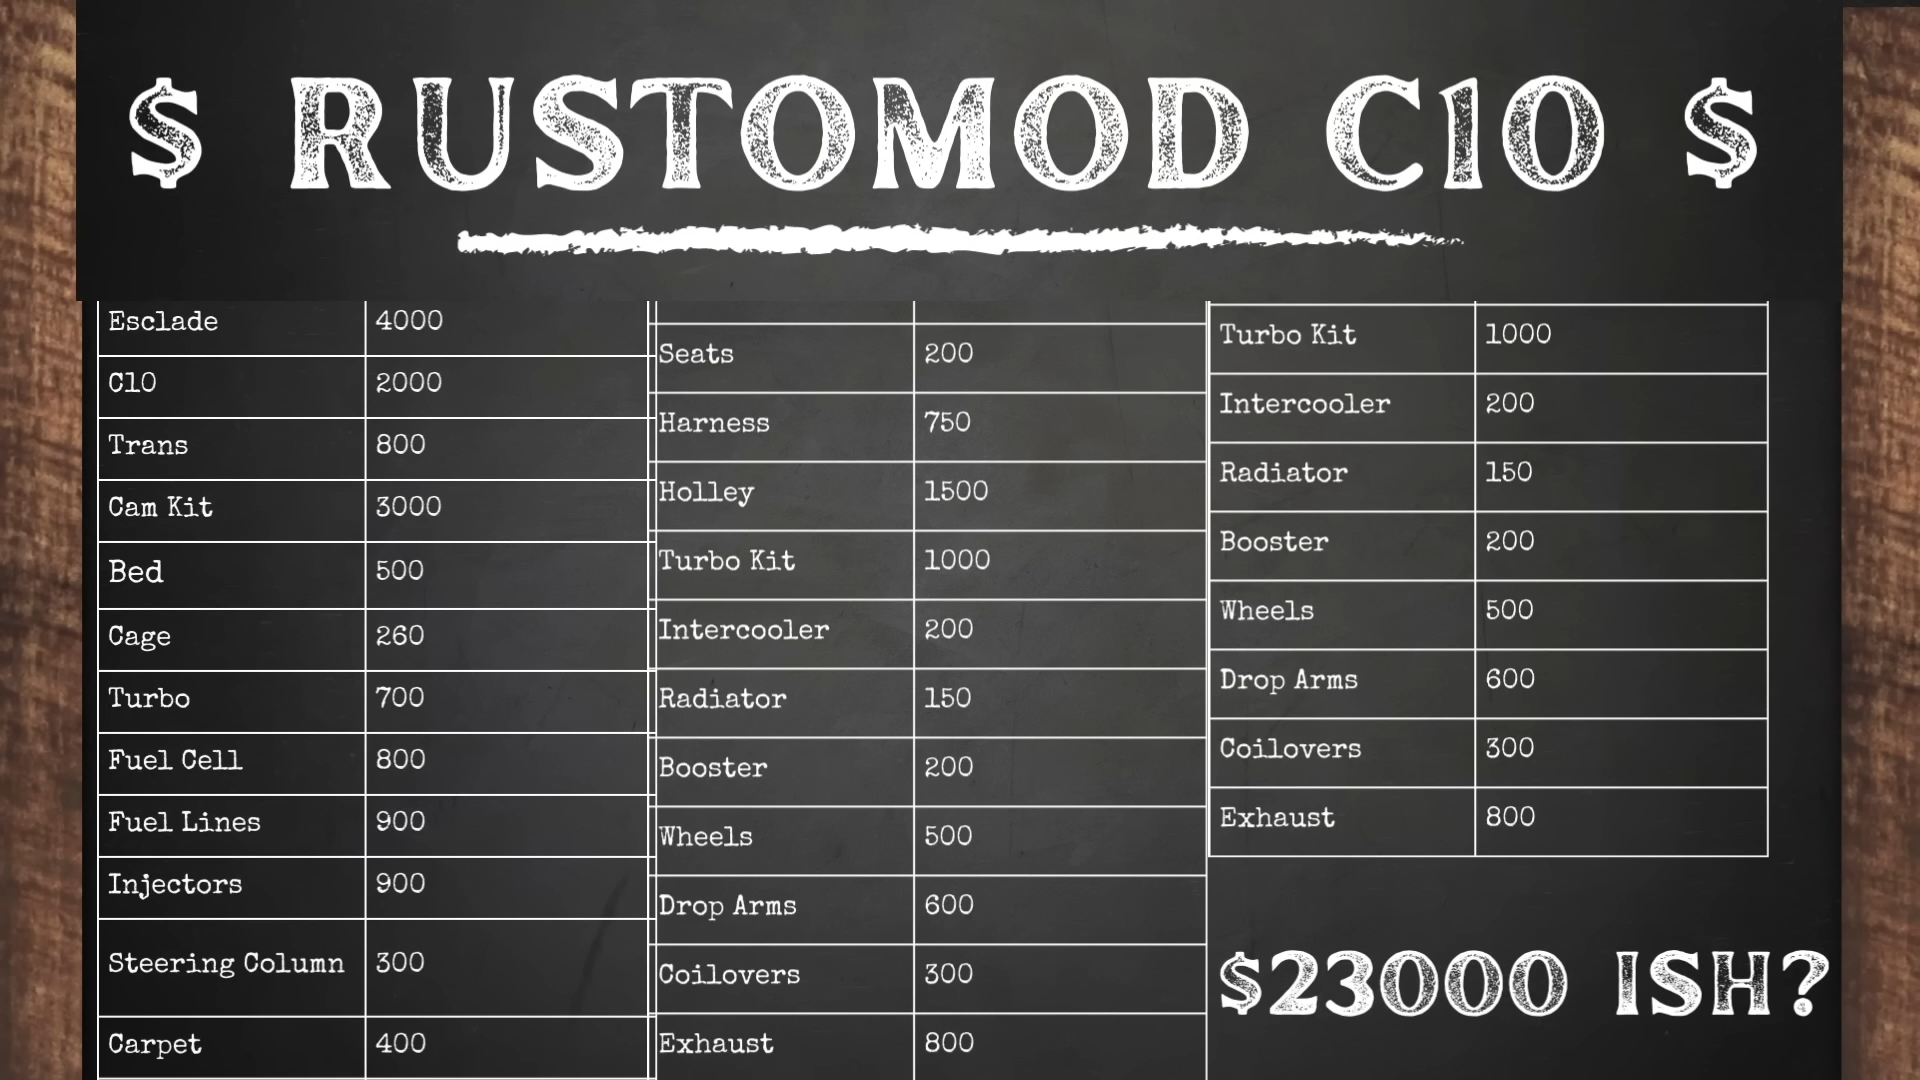 $ RUSTOMOD C10 $
Esclade 4000
C10 2000
Trans 800
Cam Kit 3000
Bed 500
Cage 260
Turbo 700
Fuel Cell 800
Fuel Lines 900
Injectors 900
Steering Column 300
Carpet 400
Seats 200
Harness 750
Holley 1500
Turbo Kit 1000
Intercooler 200
Radiator 150
Booster 200
Wheels 500
Drop Arms 600
Coilovers 300
Exhaust 800
Turbo Kit 1000
Intercooler 200
Radiator 150
Booster 200
Wheels 500
Drop Arms 600
Coilovers 300
Exhaust 800
$23000 ISH?